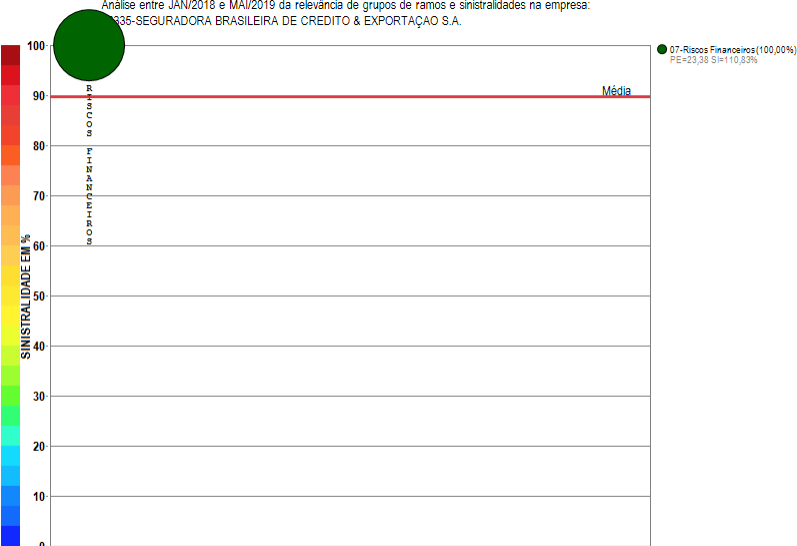 Análise entre JAN/2018 e MAI/2019 da relevância de grupos de ramos e sinistralidades na empresa:
335-SEGURADORA BRASILEIRA DE CREDITO & EXPORTAÇAO S.A.
100
90
80
70
60
50
40
30
20
10
0
SINISTRALIDADE EM %
RISCOS FINANCEIROS
Média
07-Riscos Financeiros (100,00%)
PE=23,38 SI=110,83%